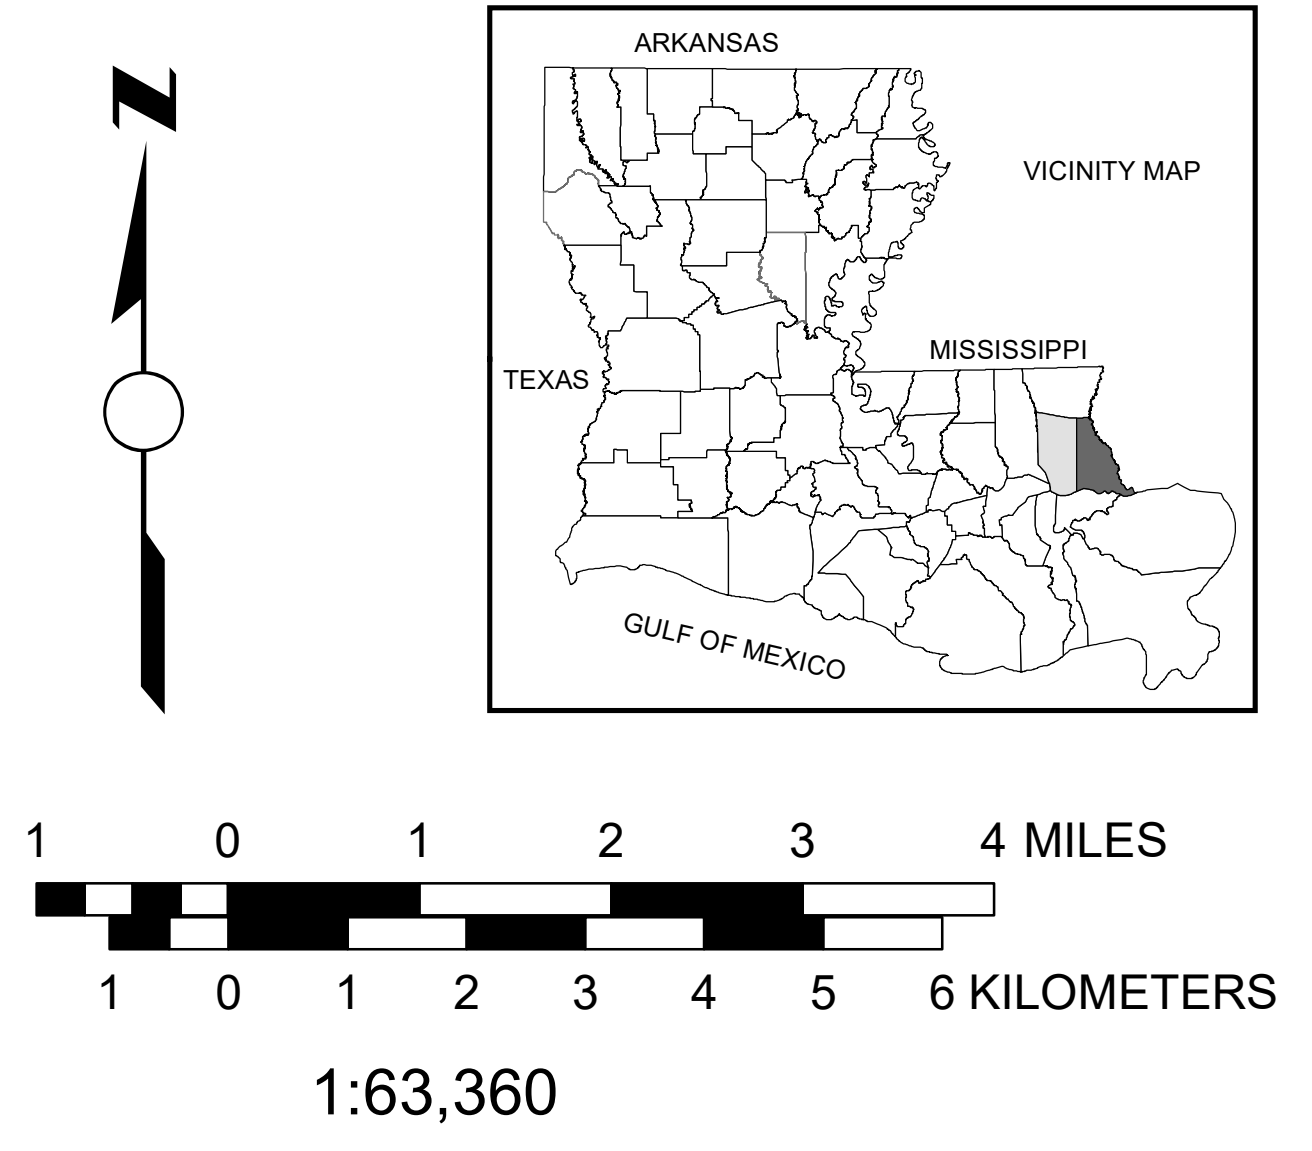 N
ARKANSAS
VICINITY MAP
MISSISSIPPI
TEXAS
GULF OF MEXICO
1 0 1 2 3 4 MILES
1 0 1 2 3 4 5 6 KILOMETERS
1:63,360